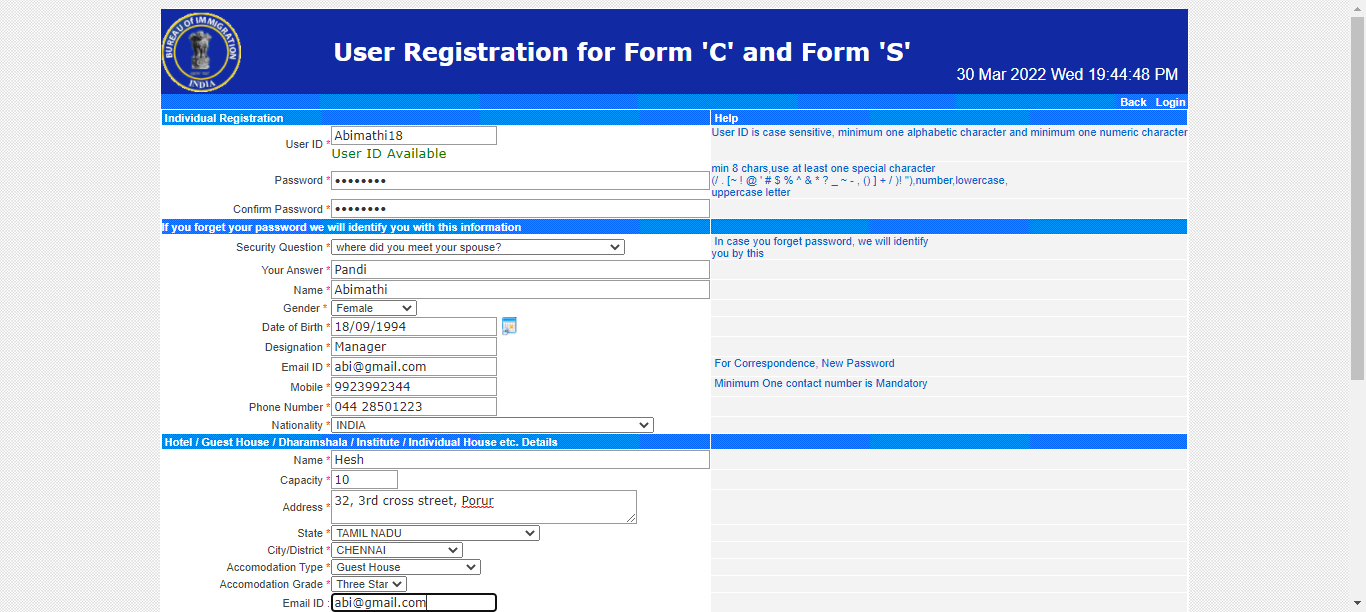 BUREAU OF IMMIGRATION
INDIA
User Registration for Form 'C' and Form 'S'
30 Mar 2022 Wed 19:44:48 PM
Back Login
Individual Registration Help
User ID * Abimathi18 User ID is case sensitive, minimum one alphabetic character and minimum one numeric character
User ID Available
Password * •••••••• min 8 chars,use at least one special character
(/ . [~ ! @ ' # $ % ^ & * ? _ ~ - , () ] + / )! "),number,lowercase,
uppercase letter
Confirm Password * ••••••••
If you forget your password we will identify you with this information
Security Question * where did you meet your spouse? In case you forget password, we will identify
you by this
Your Answer * Pandi
Name * Abimathi
Gender * Female
Date of Birth * 18/09/1994
Designation * Manager
Email ID * abi@gmail.com For Correspondence, New Password
Mobile * 9923992344 Minimum One contact number is Mandatory
Phone Number * 044 28501223
Nationality * INDIA
Hotel / Guest House / Dharamshala / Institute / Individual House etc. Details
Name * Hesh
Capacity * 10
Address * 32, 3rd cross street, Porur
State * TAMIL NADU
City/District * CHENNAI
Accomodation Type * Guest House
Accomodation Grade * Three Star
Email ID : abi@gmail.com